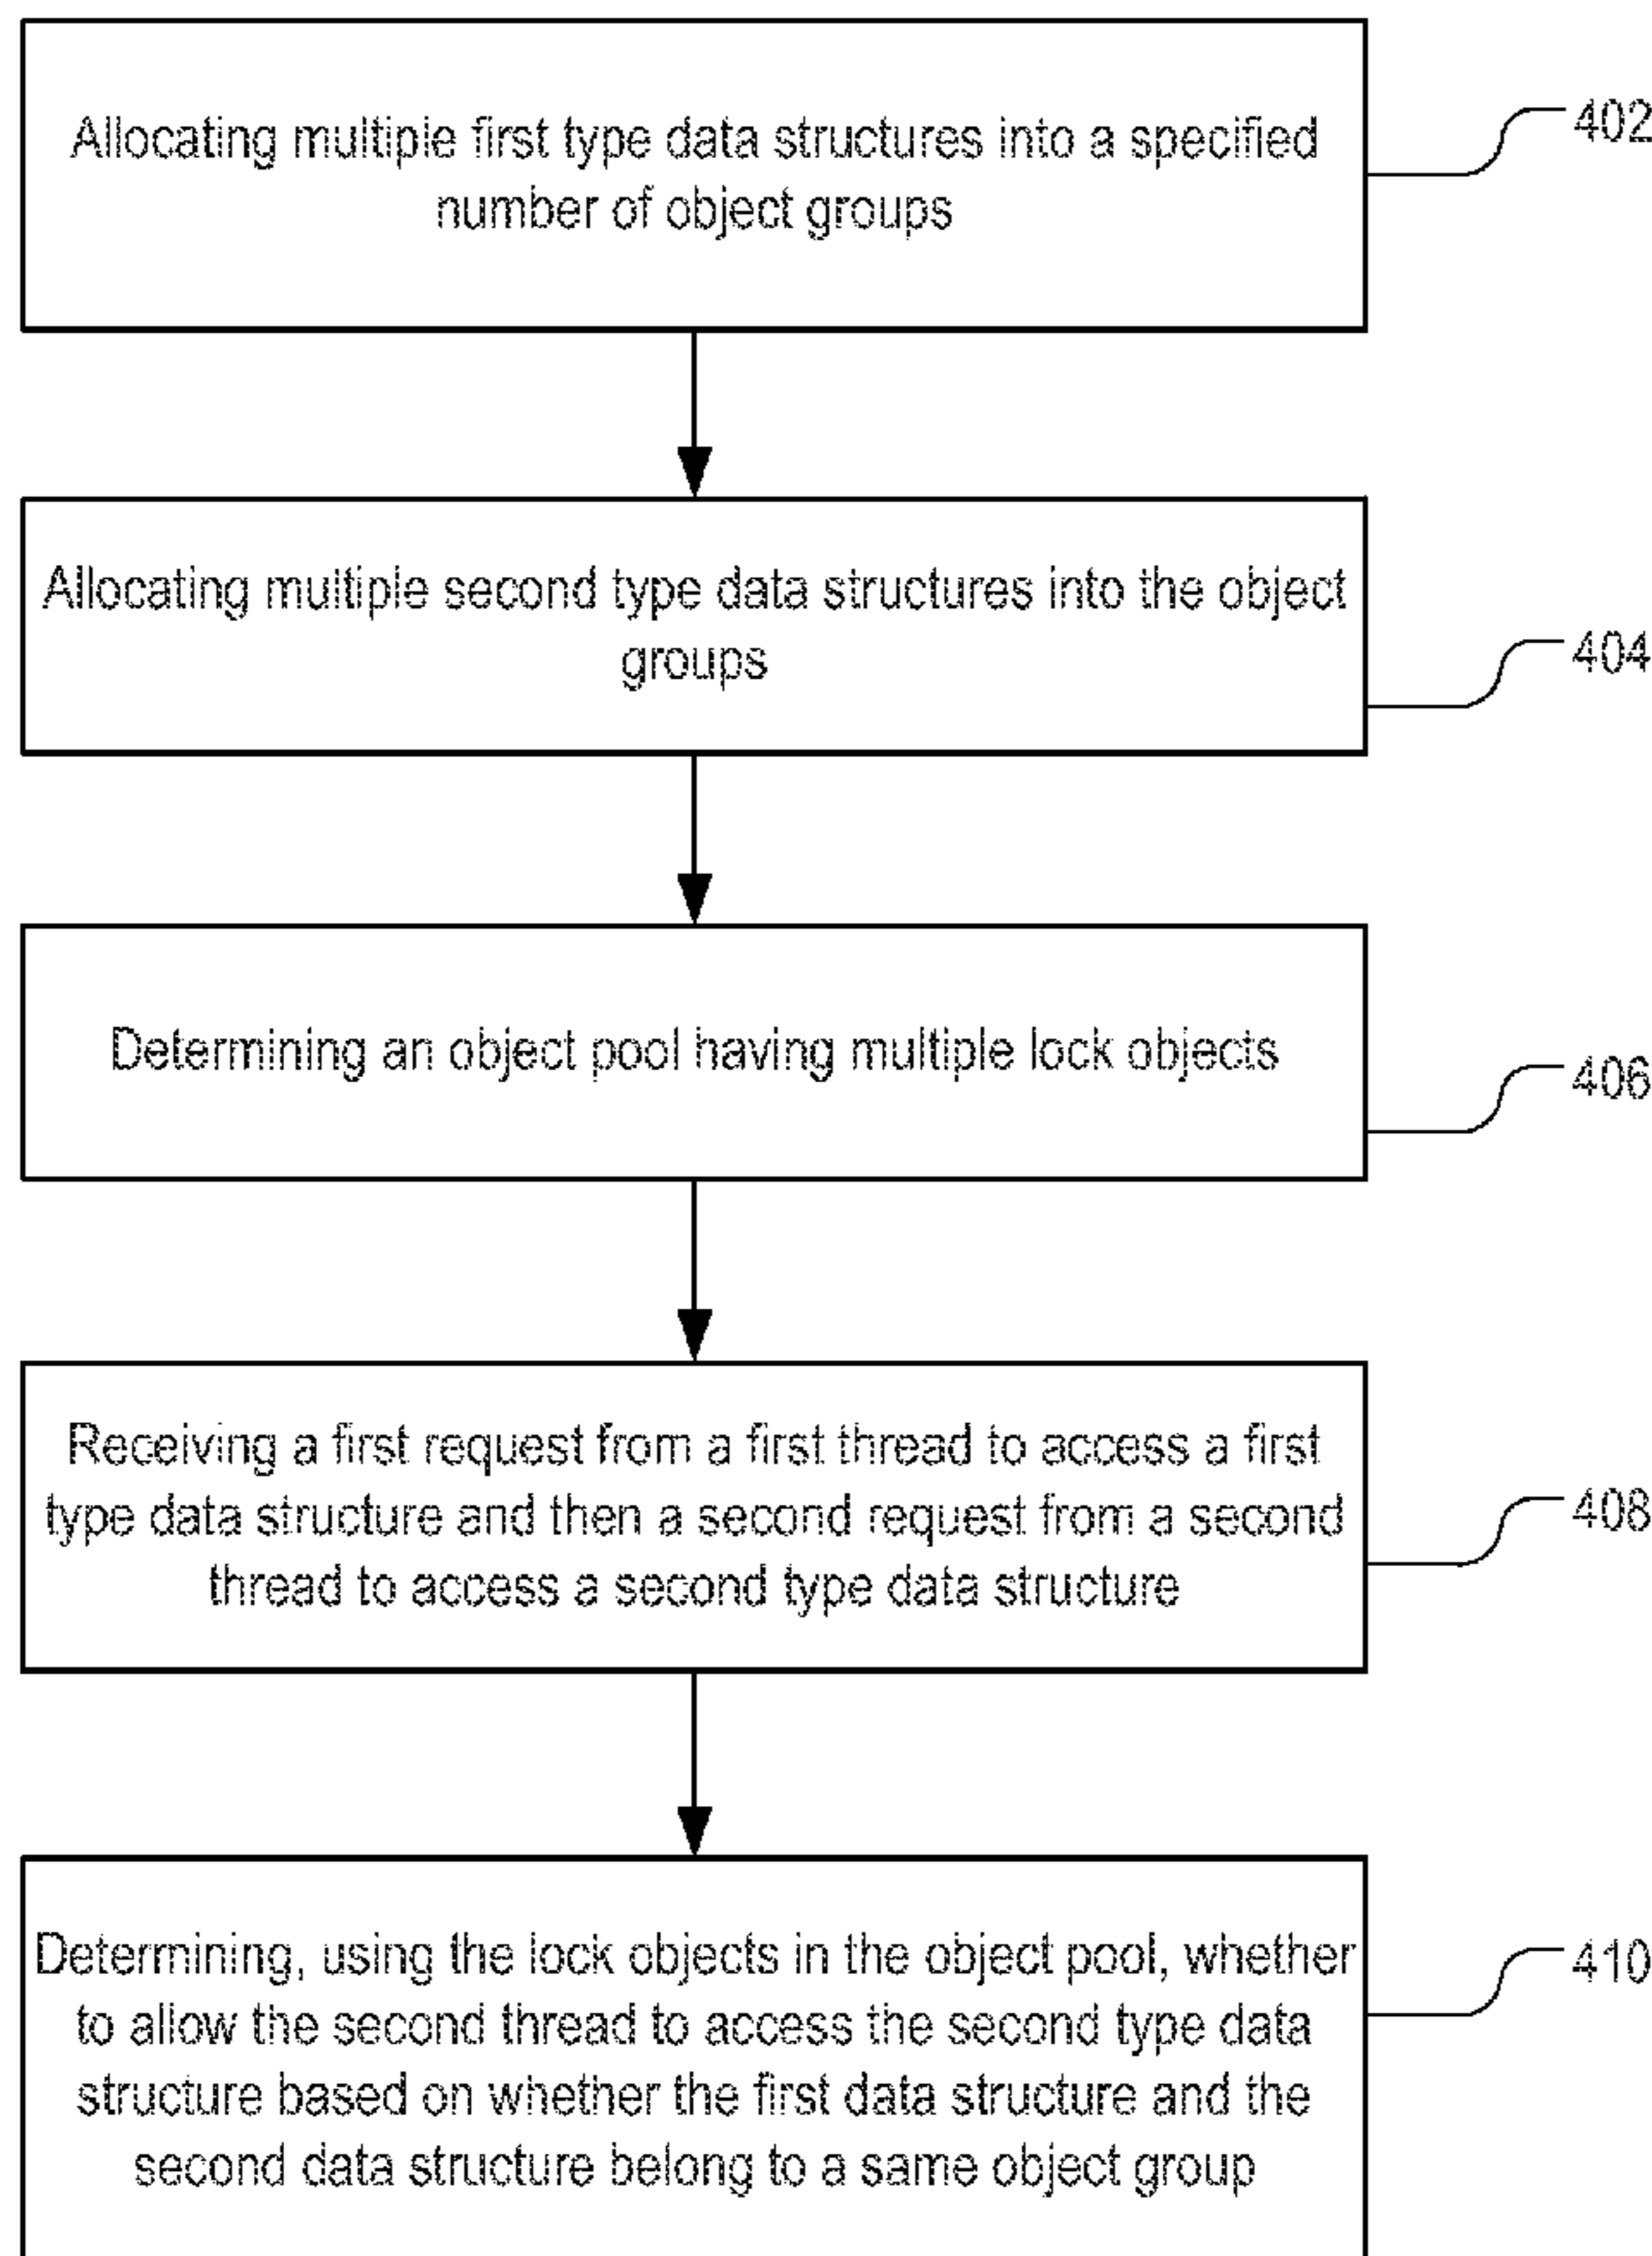 Allocating multiple first type data structures into a specified
number of object groups
402
Allocating multiple second type data structures into the object
groups
404
Determining an object pool having multiple lock objects
406
Receiving a first request from a first thread to access a first
type data structure and then a second request from a second
thread to access a second type data structure
408
Determining, using the lock objects in the object pool, whether
to allow the second thread to access the second type data
structure based on whether the first data structure and the
second data structure belong to a same object group
410